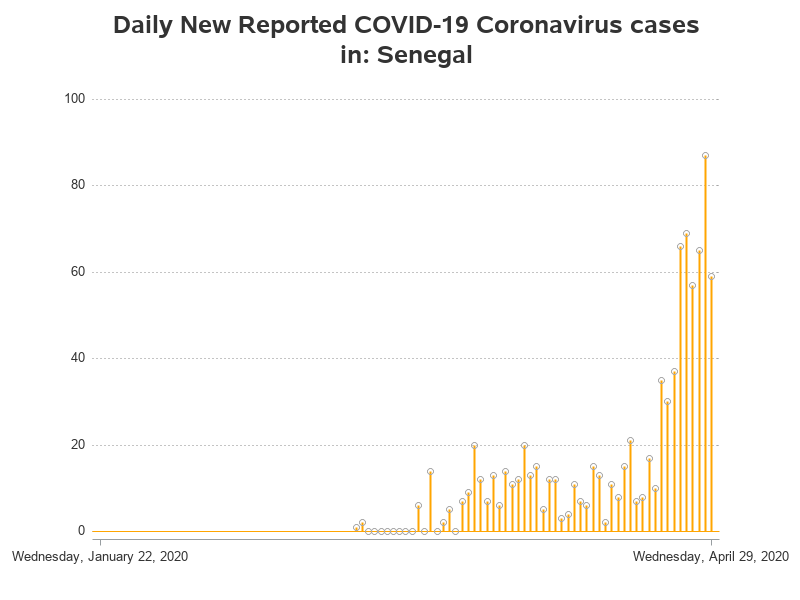 Daily New Reported COVID-19 Coronavirus cases
in: Senegal
100
80
60
40
20
0
Wednesday, January 22, 2020
Wednesday, April 29, 2020